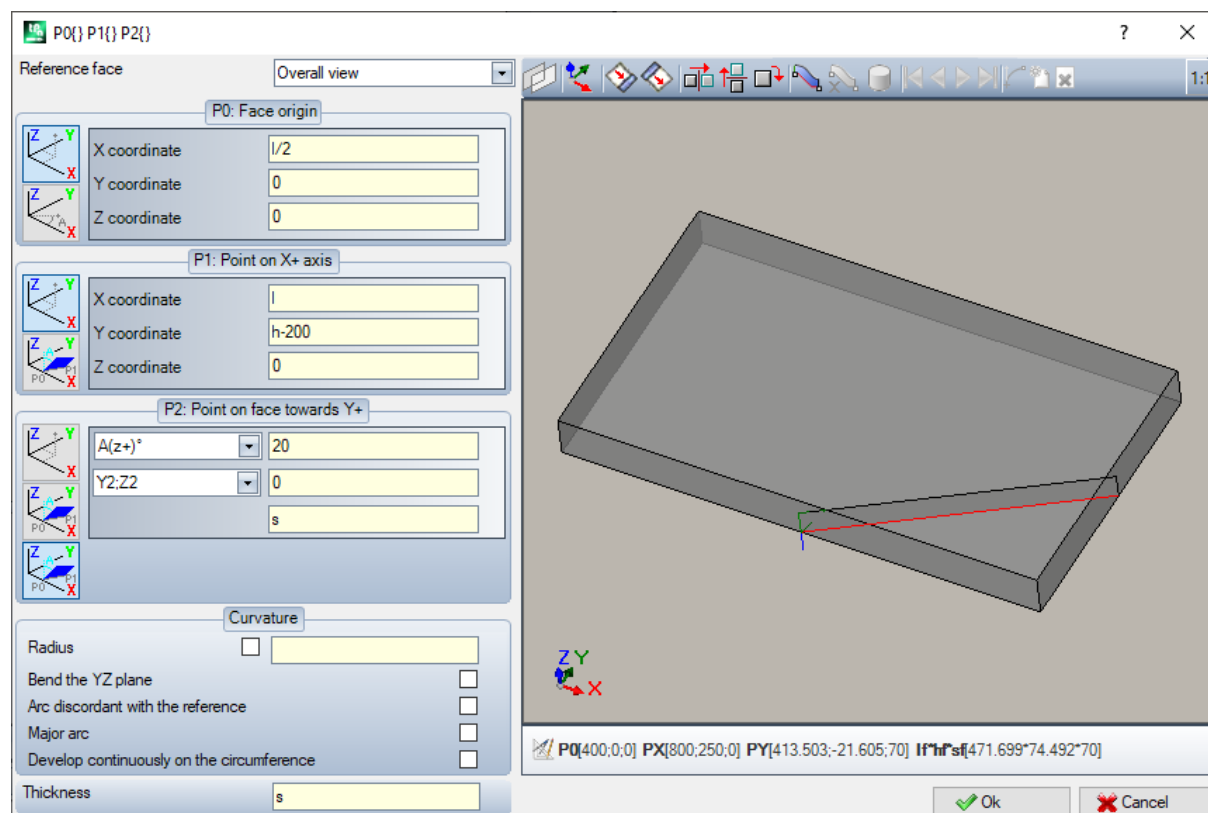 P0{} P1{} P2{}
?
Reference face
Overall view
1:1
P0: Face origin
X coordinate
l/2
Y coordinate
0
Z coordinate
0
P1: Point on X+ axis
X coordinate
l
Y coordinate
h-200
Z coordinate
0
P2: Point on face towards Y+
A(z+)°
20
Y2;Z2
0
s
Curvature
Radius
Bend the YZ plane
Arc discordant with the reference
Major arc
Develop continuously on the circumference
Thickness
s
Z Y
X
P0[400;0;0] PX[800;250;0] PY[413.503;-21.605;70] lf*hf*sf[471.699*74.492*70]
Ok
Cancel